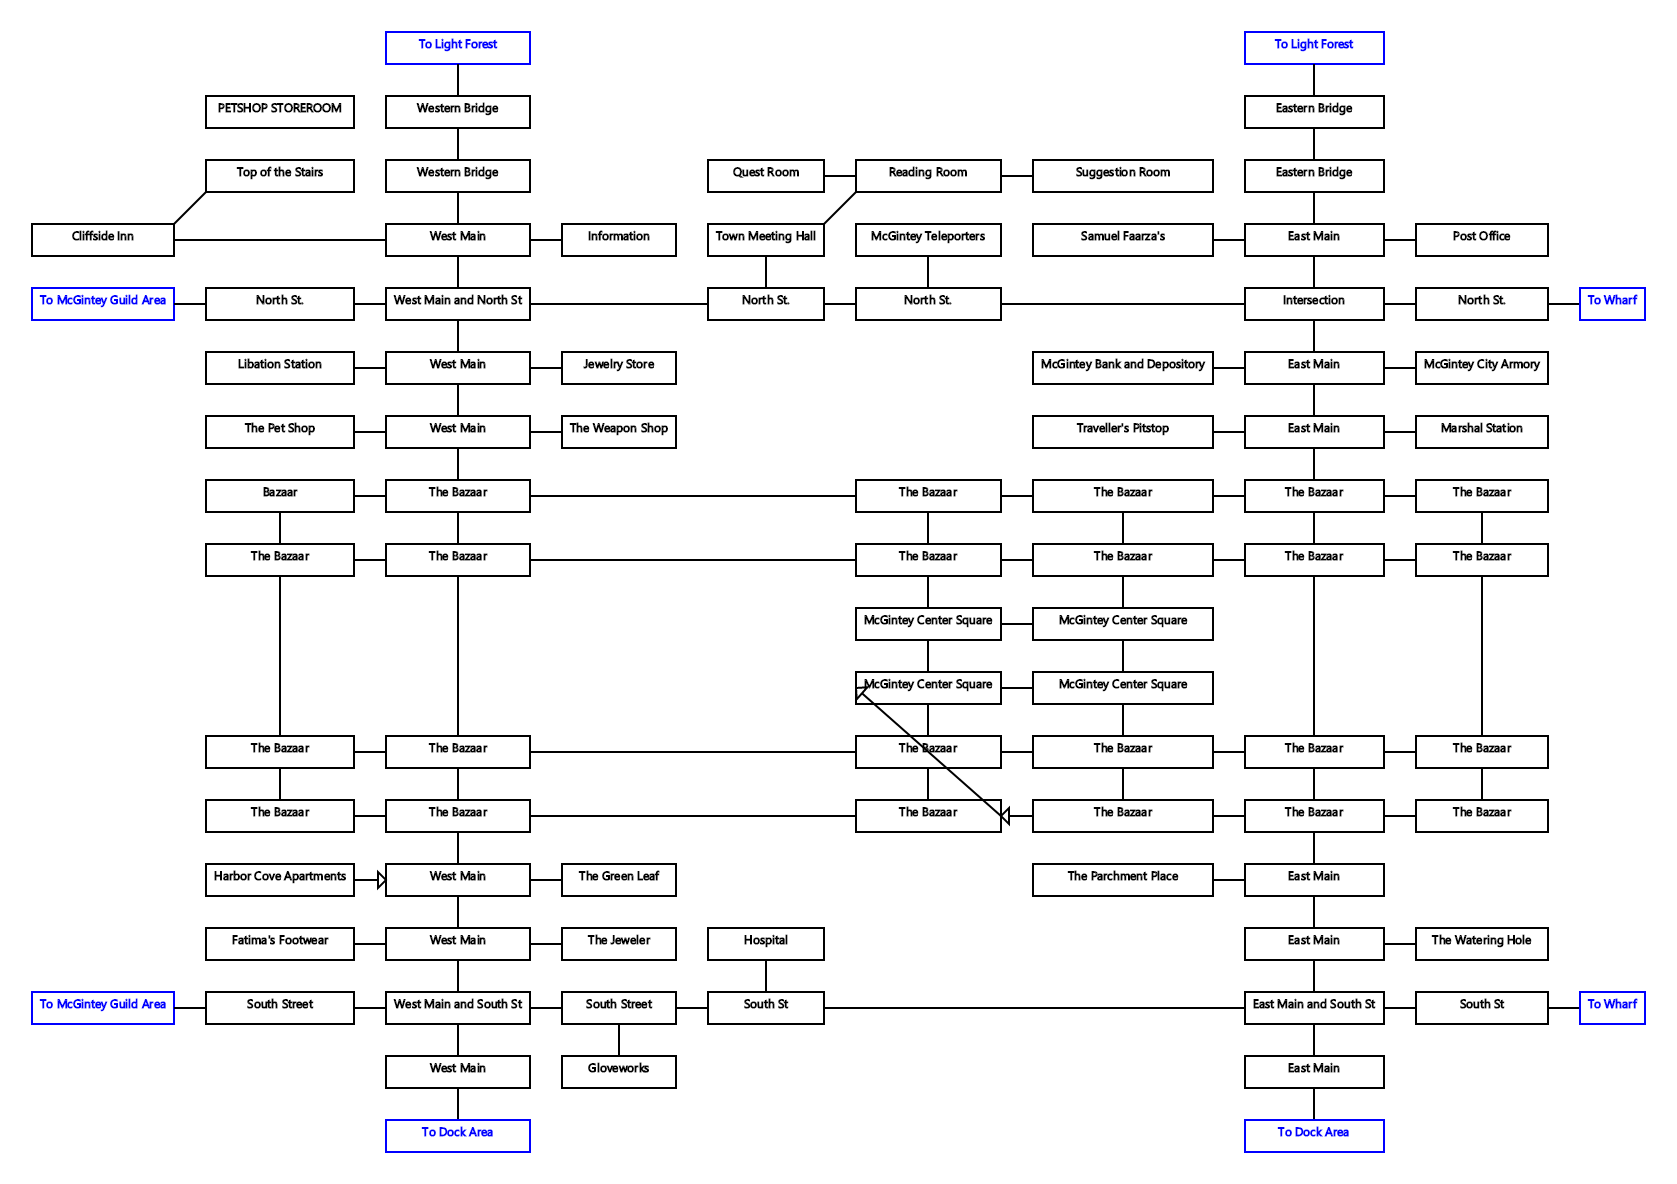 To Light Forest
To Light Forest
PETSHOP STOREROOM
Western Bridge
Eastern Bridge
Top of the Stairs
Western Bridge
Quest Room
Reading Room
Suggestion Room
Eastern Bridge
Cliffside Inn
West Main
Information
Town Meeting Hall
McGintey Teleporters
Samuel Faarza's
East Main
Post Office
To McGintey Guild Area
North St.
West Main and North St
North St.
North St.
Intersection
North St.
To Wharf
Libation Station
West Main
Jewelry Store
McGintey Bank and Depository
East Main
McGintey City Armory
The Pet Shop
West Main
The Weapon Shop
Traveller's Pitstop
East Main
Marshal Station
Bazaar
The Bazaar
The Bazaar
The Bazaar
The Bazaar
The Bazaar
The Bazaar
The Bazaar
The Bazaar
The Bazaar
The Bazaar
The Bazaar
McGintey Center Square
McGintey Center Square
McGintey Center Square
McGintey Center Square
The Bazaar
The Bazaar
The Bazaar
The Bazaar
The Bazaar
The Bazaar
The Bazaar
The Bazaar
The Bazaar
The Bazaar
The Bazaar
The Bazaar
Harbor Cove Apartments
West Main
The Green Leaf
The Parchment Place
East Main
Fatima's Footwear
West Main
The Jeweler
Hospital
East Main
The Watering Hole
To McGintey Guild Area
South Street
West Main and South St
South Street
South St
East Main and South St
South St
To Wharf
West Main
Gloveworks
East Main
To Dock Area
To Dock Area